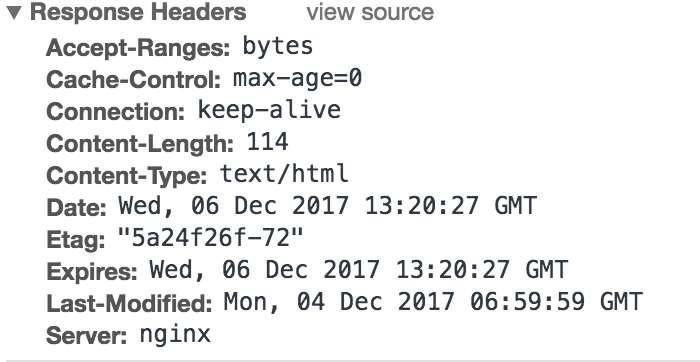 ▼ Response Headers view source
Accept-Ranges: bytes
Cache-Control: max-age=0
Connection: keep-alive
Content-Length: 114
Content-Type: text/html
Date: Wed, 06 Dec 2017 13:20:27 GMT
Etag: "5a24f26f-72"
Expires: Wed, 06 Dec 2017 13:20:27 GMT
Last-Modified: Mon, 04 Dec 2017 06:59:59 GMT
Server: nginx